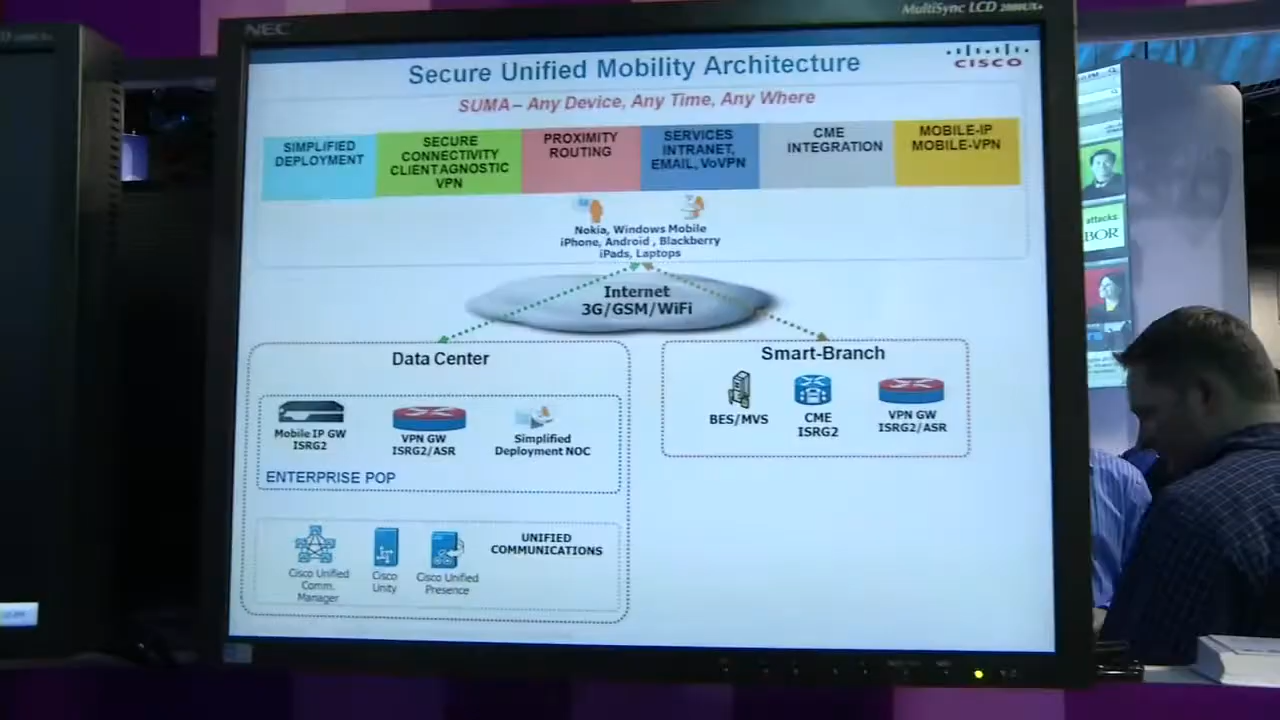 NEC
MultiSync LCD
Secure Unified Mobility Architecture
CISCO
SUMA – Any Device, Any Time, Any Where
SIMPLIFIED
DEPLOYMENT
SECURE
CONNECTIVITY
CLIENT AGNOSTIC
VPN
PROXIMITY
ROUTING
SERVICES
INTRANET,
EMAIL, VoVPN
CME
INTEGRATION
MOBILE-IP
MOBILE-VPN
Nokia, Windows Mobile
iPhone, Android , Blackberry
iPads, Laptops
Internet
3G/GSM/WiFi
Data Center
Mobile IP GW
ISRG2
VPN GW
ISRG2/ASR
Simplified
Deployment NOC
ENTERPRISE POP
Cisco Unified
Comm.
Manager
Cisco
Unity
Cisco Unified
Presence
UNIFIED
COMMUNICATIONS
Smart-Branch
BES/MVS
CME
ISRG2
VPN GW
ISRG2/ASR
attacks
BOR